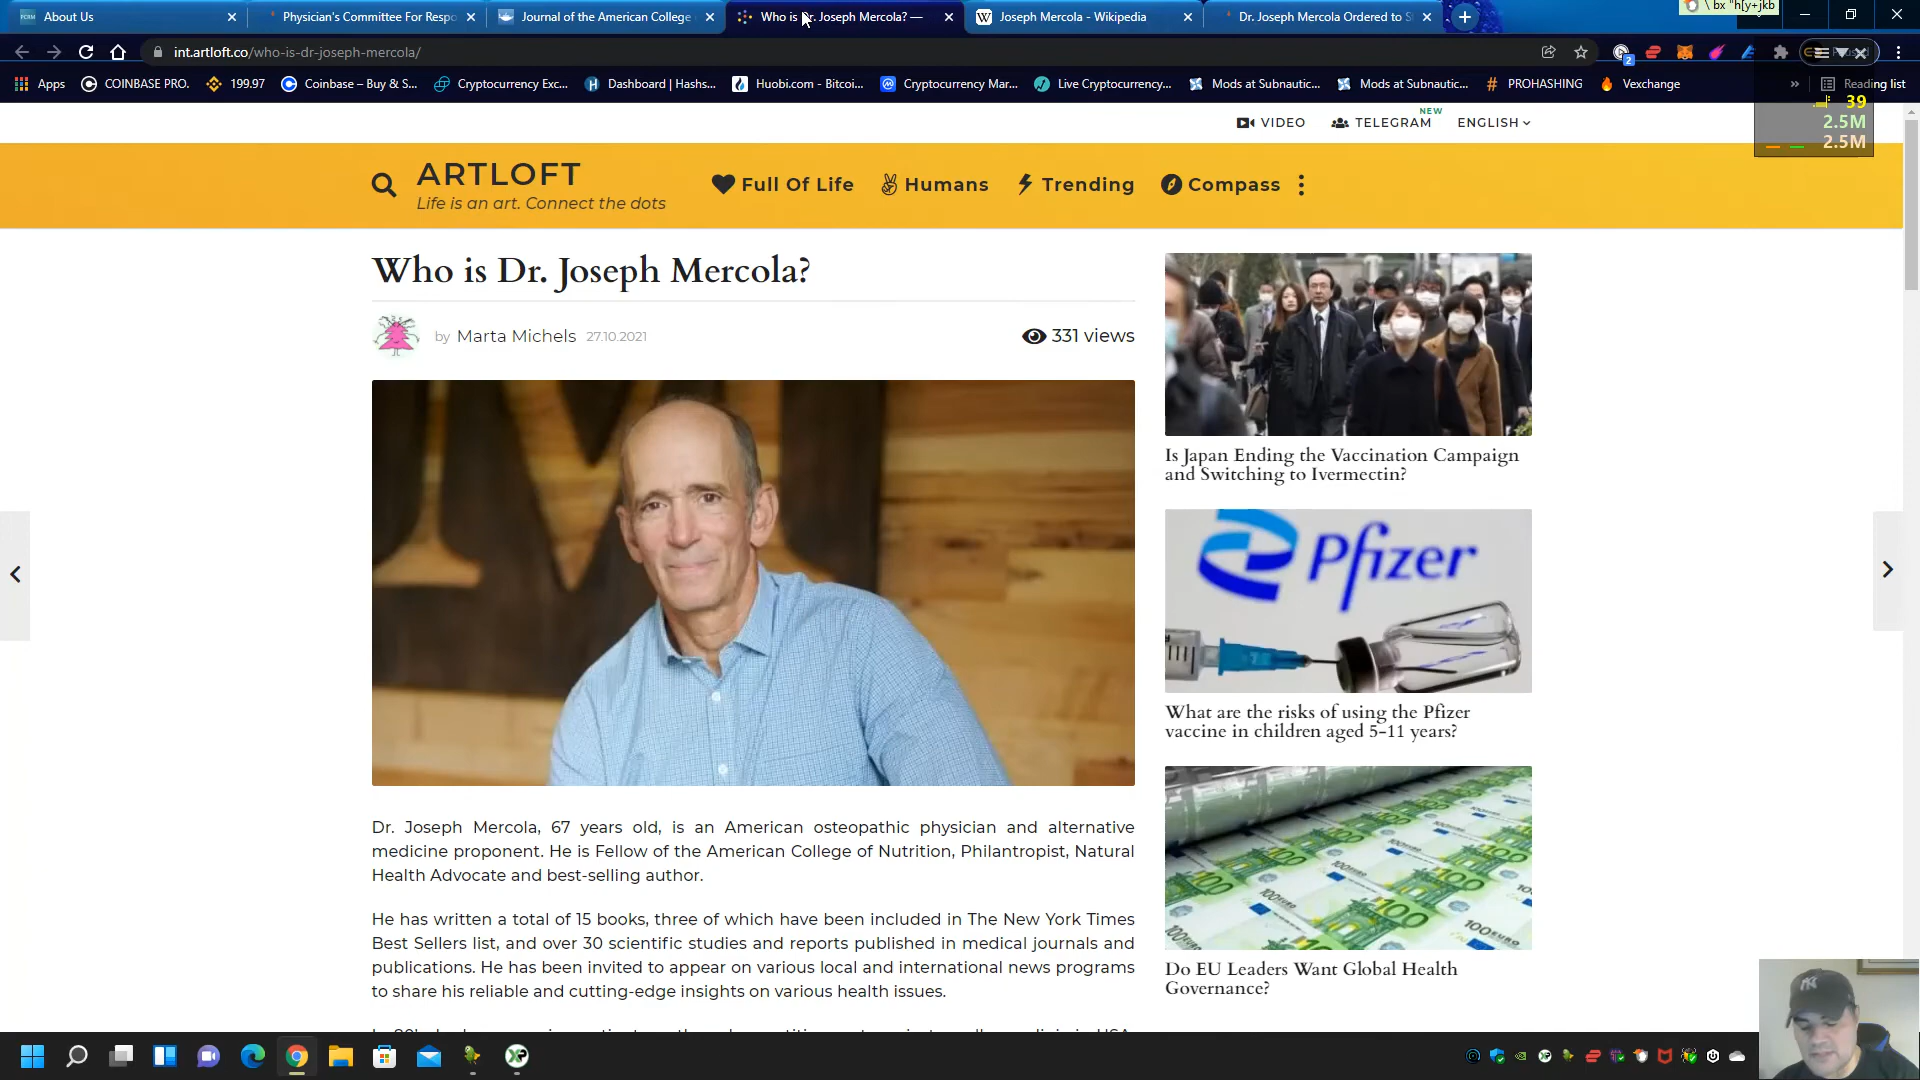 About Us
Physician's Committee For Respo
Journal of the American College
Who is Dr. Joseph Mercola? —
Joseph Mercola - Wikipedia
Dr. Joseph Mercola Ordered to S
\ bx "h[y+jkb
int.artloft.co/who-is-dr-joseph-mercola/
2
Apps
COINBASE PRO.
199.97
Coinbase – Buy & S...
Cryptocurrency Exc...
Dashboard | Hashs...
Huobi.com - Bitcoi...
Cryptocurrency Mar...
Live Cryptocurrency...
Mods at Subnautic...
Mods at Subnautic...
PROHASHING
Vexchange
»
Reading list
39
2.5M
2.5M
VIDEO
TELEGRAM
NEW
ENGLISH
ARTLOFT
Life is an art. Connect the dots
Full Of Life
Humans
Trending
Compass
Who is Dr. Joseph Mercola?
by Marta Michels 27.10.2021
331 views
Dr. Joseph Mercola, 67 years old, is an American osteopathic physician and alternative
medicine proponent. He is Fellow of the American College of Nutrition, Philantropist, Natural
Health Advocate and best-selling author.
He has written a total of 15 books, three of which have been included in The New York Times
Best Sellers list, and over 30 scientific studies and reports published in medical journals and
publications. He has been invited to appear on various local and international news programs
to share his reliable and cutting-edge insights on various health issues.
Is Japan Ending the Vaccination Campaign
and Switching to Ivermectin?
Pfizer
What are the risks of using the Pfizer
vaccine in children aged 5-11 years?
100
100
100
100EURO
Do EU Leaders Want Global Health
Governance?